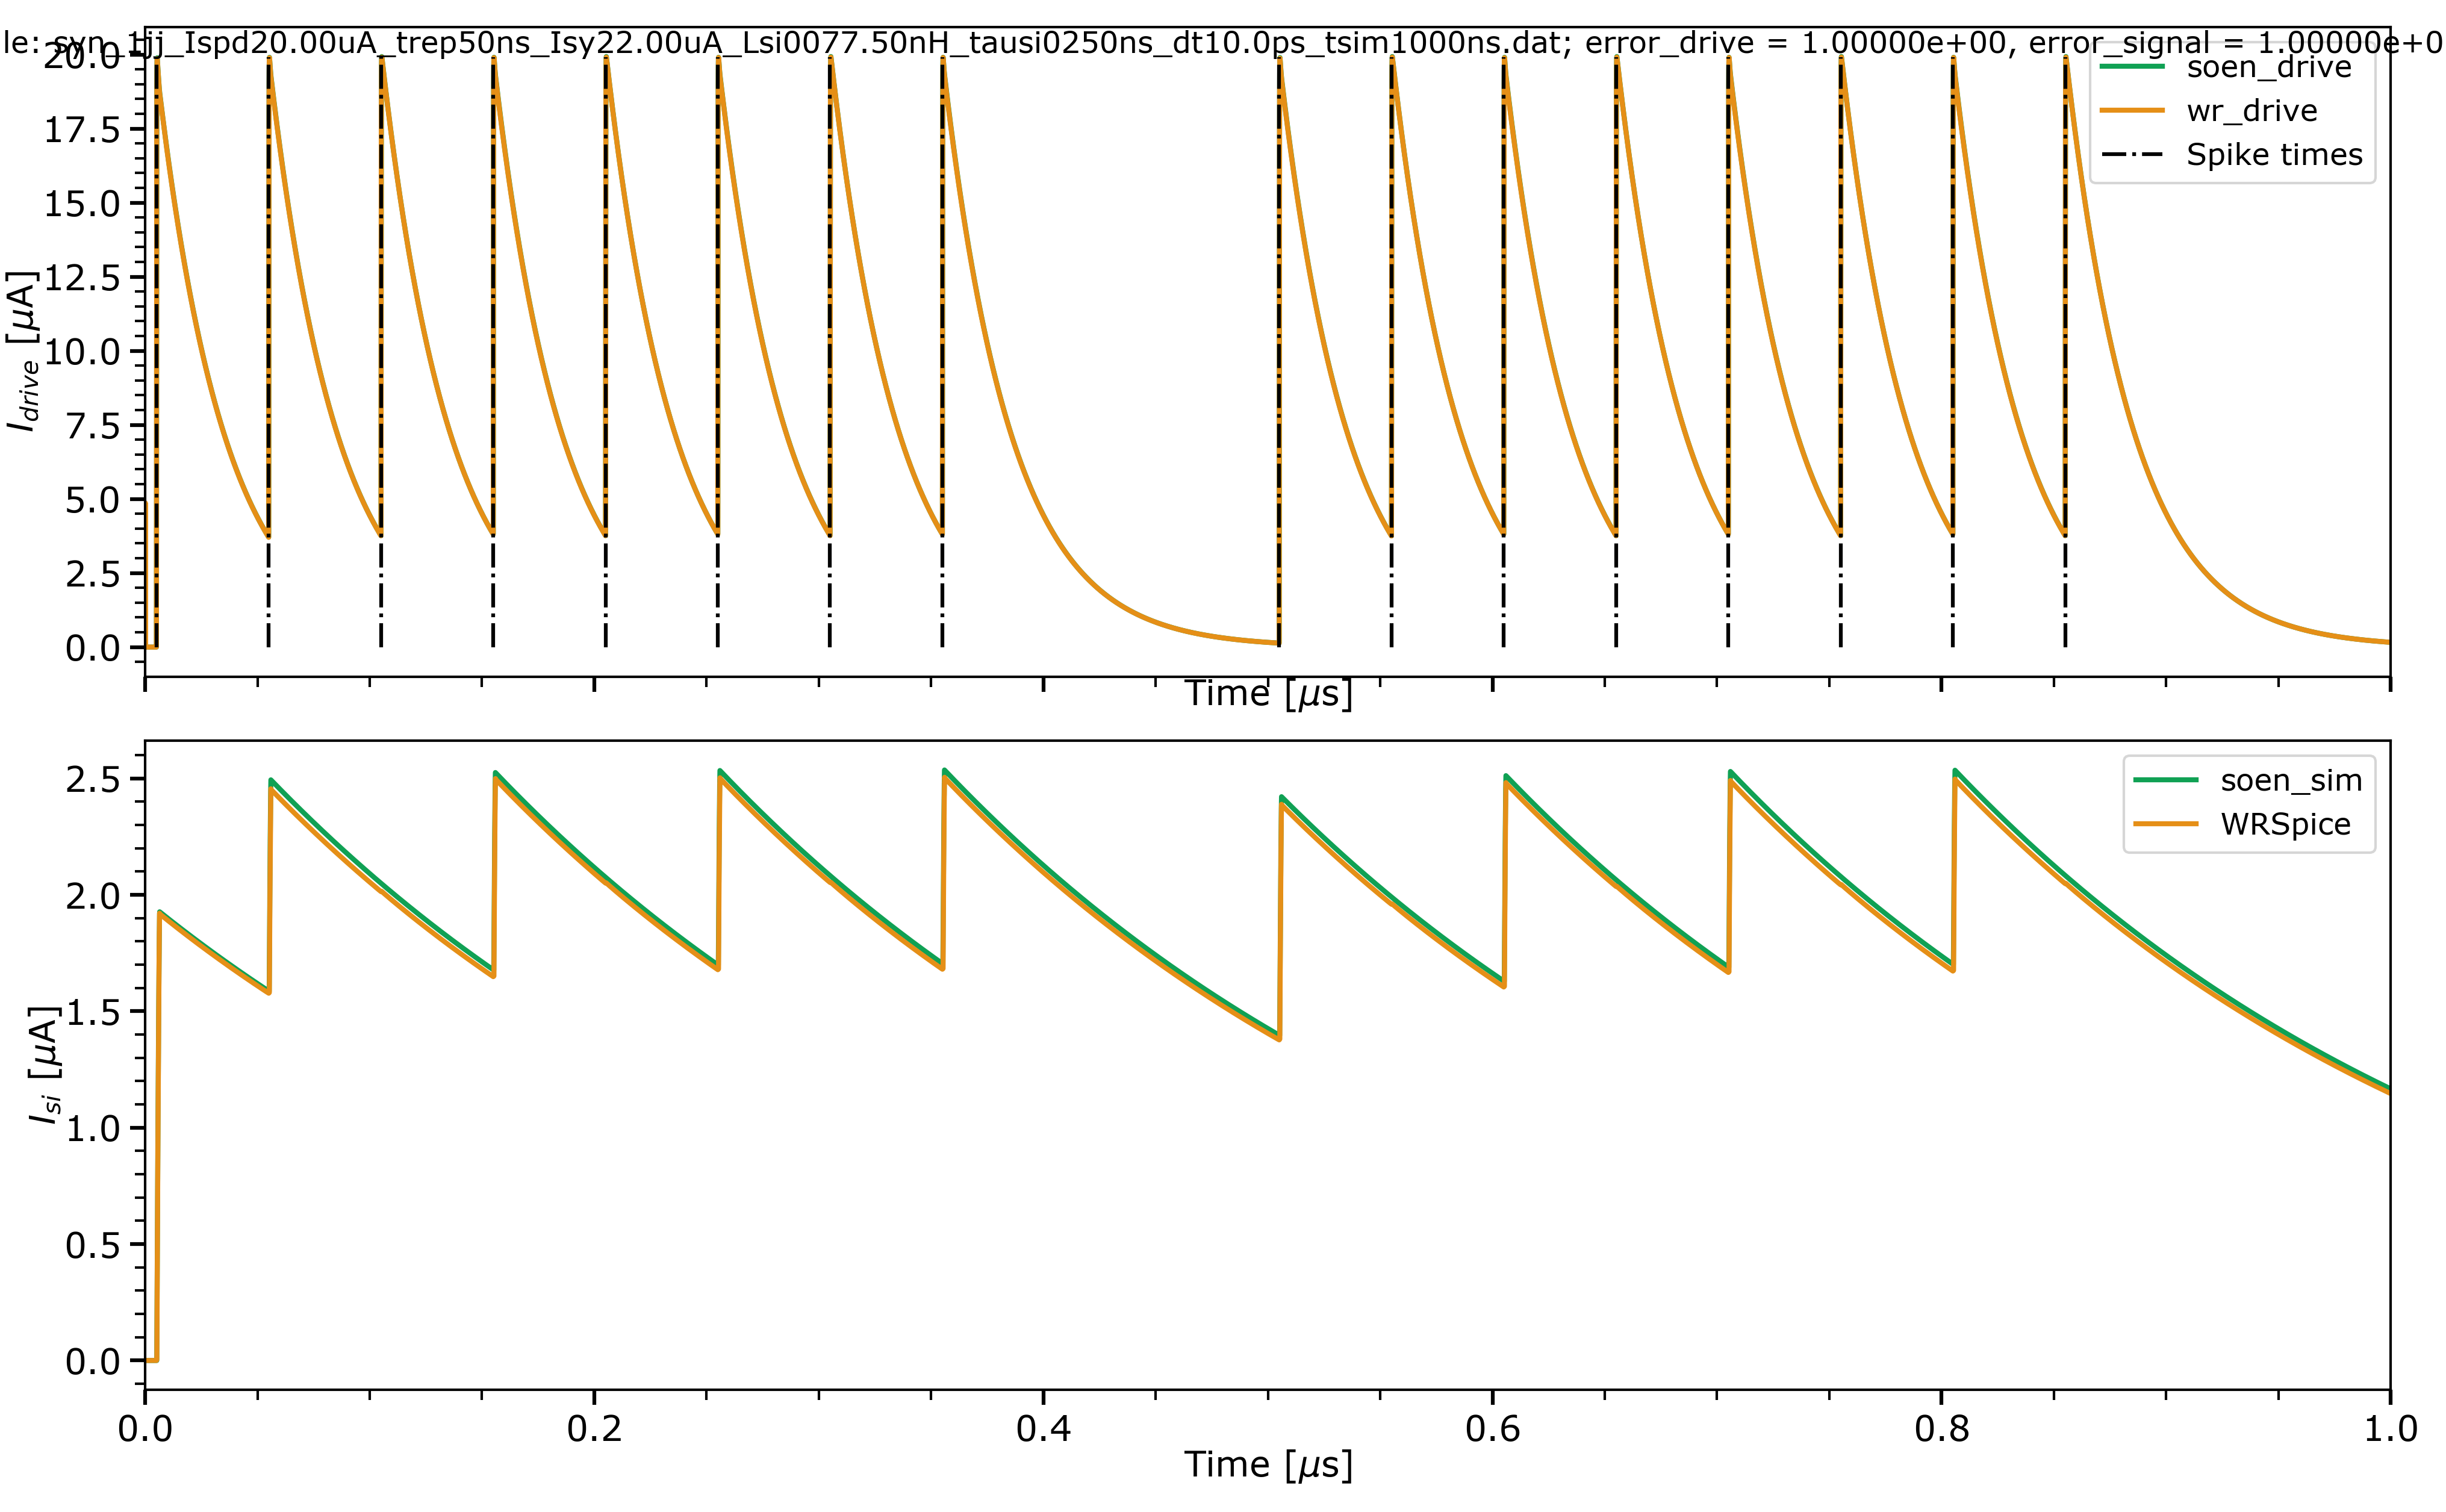 le: syn_1jj_Ispd20.00uA_trep50ns_Isy22.00uA_Lsi0077.50nH_tausi0250ns_dt10.0ps_tsim1000ns.dat; error_drive = 1.00000e+00, error_signal = 1.00000e+0
20.0
17.5
15.0
12.5
10.0
7.5
5.0
2.5
0.0
I_drive [μA]
soen_drive
wr_drive
Spike times
Time [μs]
2.5
2.0
1.5
1.0
0.5
0.0
I_si [μA]
soen_sim
WRSpice
0.0 0.2 0.4 0.6 0.8 1.0
Time [μs]